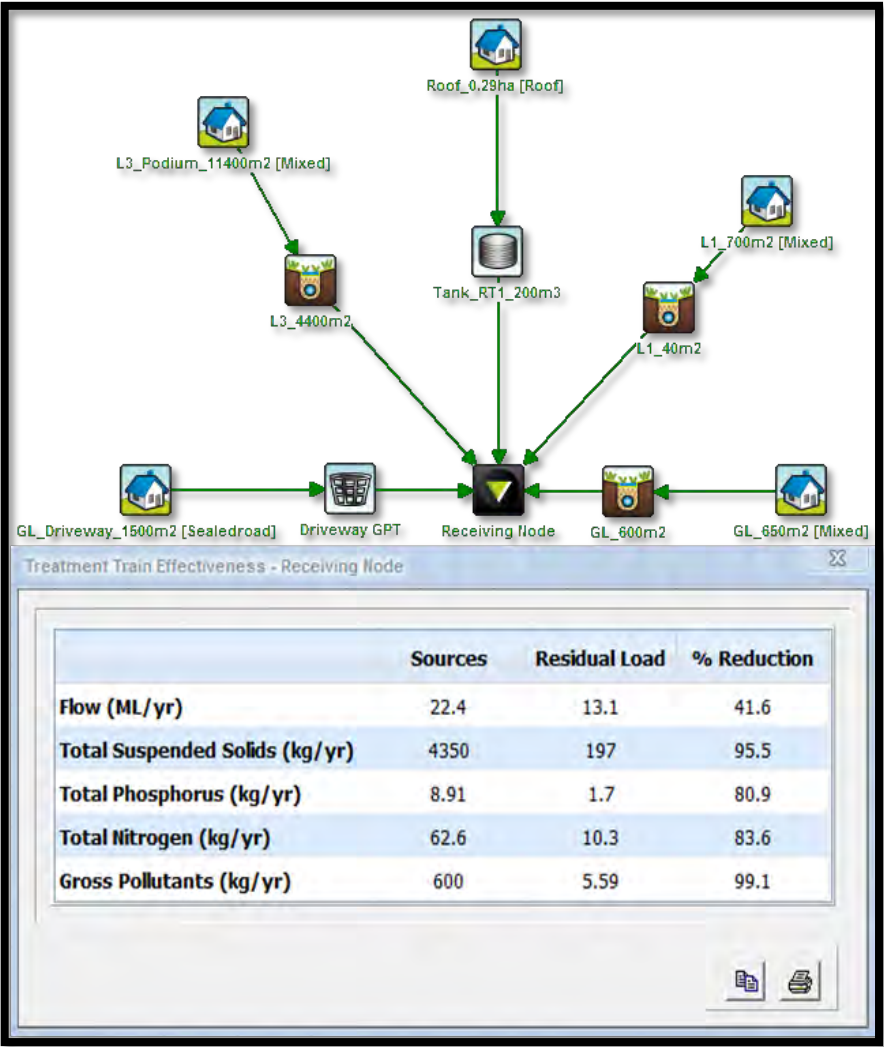 Roof_0.29ha [Roof]
L3_Podium_11400m2 [Mixed]
L1_700m2 [Mixed]
Tank_RT1_200m3
L3_4400m2
L1_40m2
GL_Driveway_1500m2 [Sealedroad]
Driveway GPT
Receiving Node
GL_600m2
GL_650m2 [Mixed]
Treatment Train Effectiveness - Receiving Node
Sources Residual Load % Reduction
Flow (ML/yr) 22.4 13.1 41.6
Total Suspended Solids (kg/yr) 4350 197 95.5
Total Phosphorus (kg/yr) 8.91 1.7 80.9
Total Nitrogen (kg/yr) 62.6 10.3 83.6
Gross Pollutants (kg/yr) 600 5.59 99.1